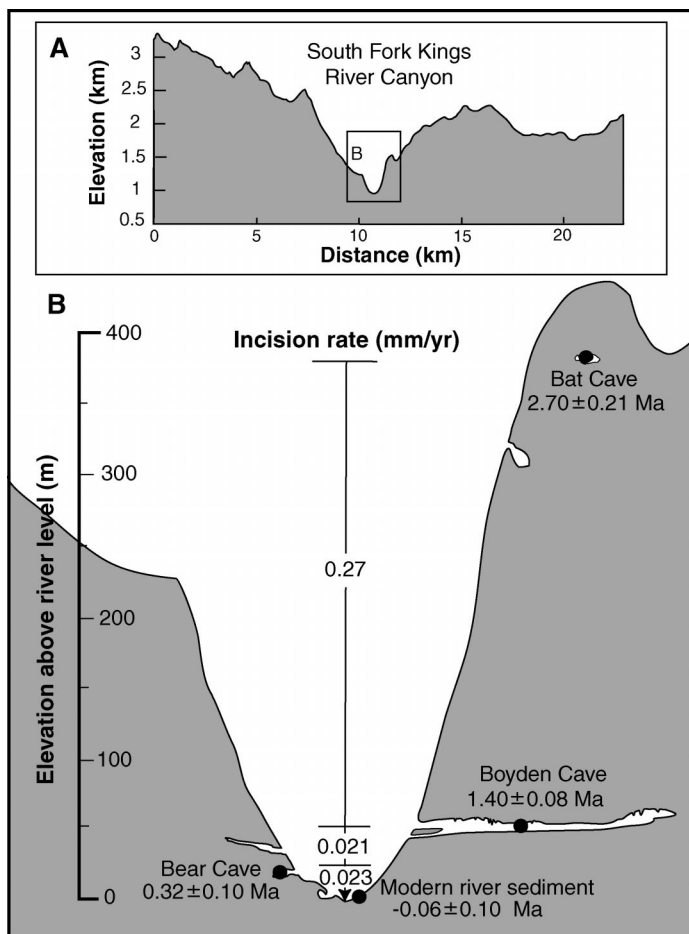 A
South Fork Kings
River Canyon
Elevation (km)
3
2.5
2
1.5
1
0.5
B
0
5
10
15
20
Distance (km)
B
Elevation above river level (m)
400
300
200
100
0
Incision rate (mm/yr)
0.27
0.021
0.023
Bat Cave
2.70±0.21 Ma
Boyden Cave
1.40±0.08 Ma
Bear Cave
0.32±0.10 Ma
Modern river sediment
-0.06±0.10 Ma